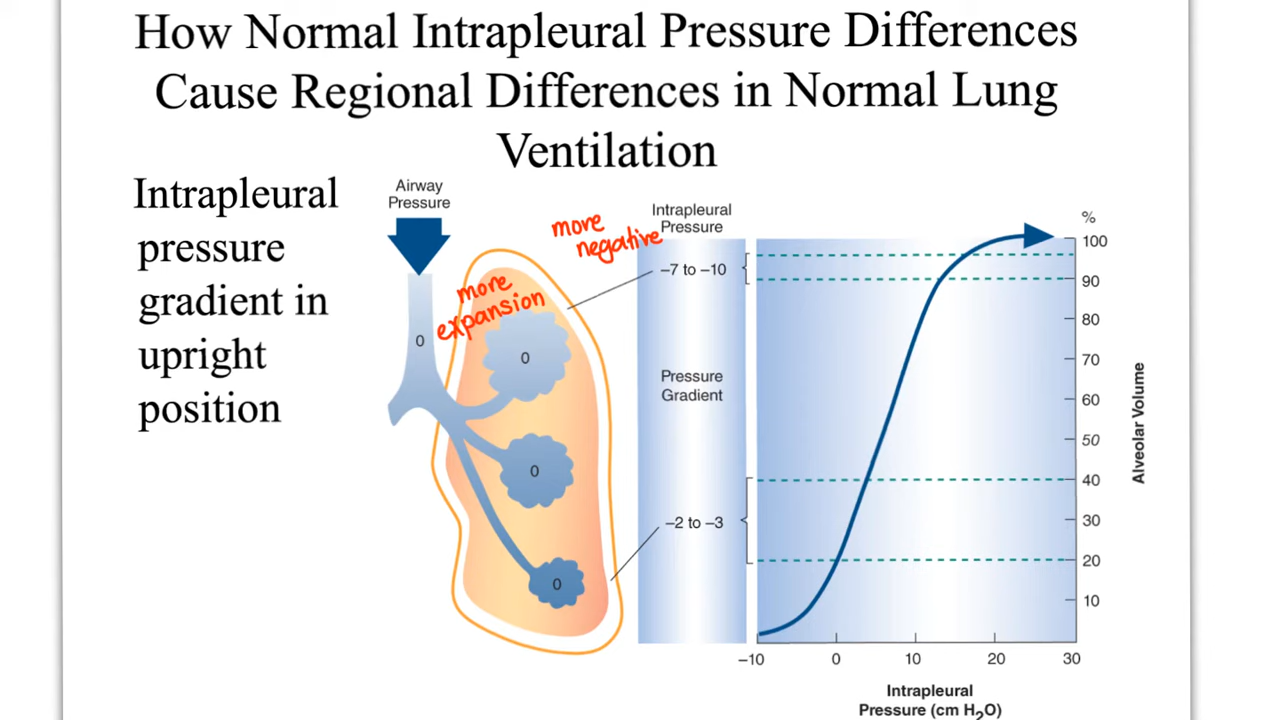 How Normal Intrapleural Pressure Differences
Cause Regional Differences in Normal Lung
Ventilation
Intrapleural
pressure
gradient in
upright
position
Airway
Pressure
more
negative
more
expansion
0
0
0
0
Intrapleural
Pressure
–7 to –10
Pressure
Gradient
–2 to –3
%
100
90
80
70
60
50
40
30
20
10
Alveolar Volume
–10
0
10
20
30
Intrapleural
Pressure (cm H₂O)